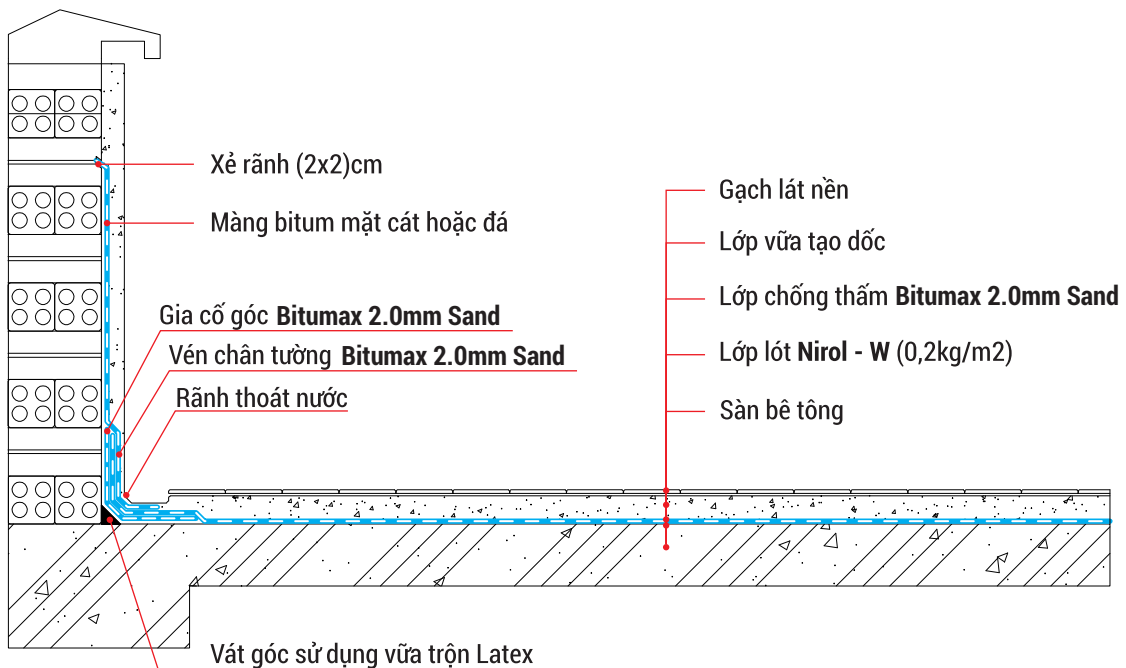 Xẻ rãnh (2x2)cm
Màng bitum mặt cát hoặc đá
Gia cố góc Bitumax 2.0mm Sand
Vén chân tường Bitumax 2.0mm Sand
Rãnh thoát nước
Gạch lát nền
Lớp vữa tạo dốc
Lớp chống thấm Bitumax 2.0mm Sand
Lớp lót Nirol - W (0,2kg/m2)
Sàn bê tông
Vát góc sử dụng vữa trộn Latex